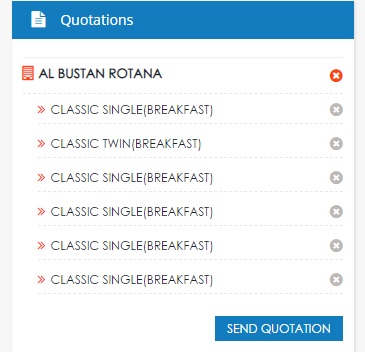 Quotations
AL BUSTAN ROTANA
CLASSIC SINGLE(BREAKFAST)
CLASSIC TWIN(BREAKFAST)
CLASSIC SINGLE(BREAKFAST)
CLASSIC SINGLE(BREAKFAST)
CLASSIC SINGLE(BREAKFAST)
CLASSIC SINGLE(BREAKFAST)
SEND QUOTATION